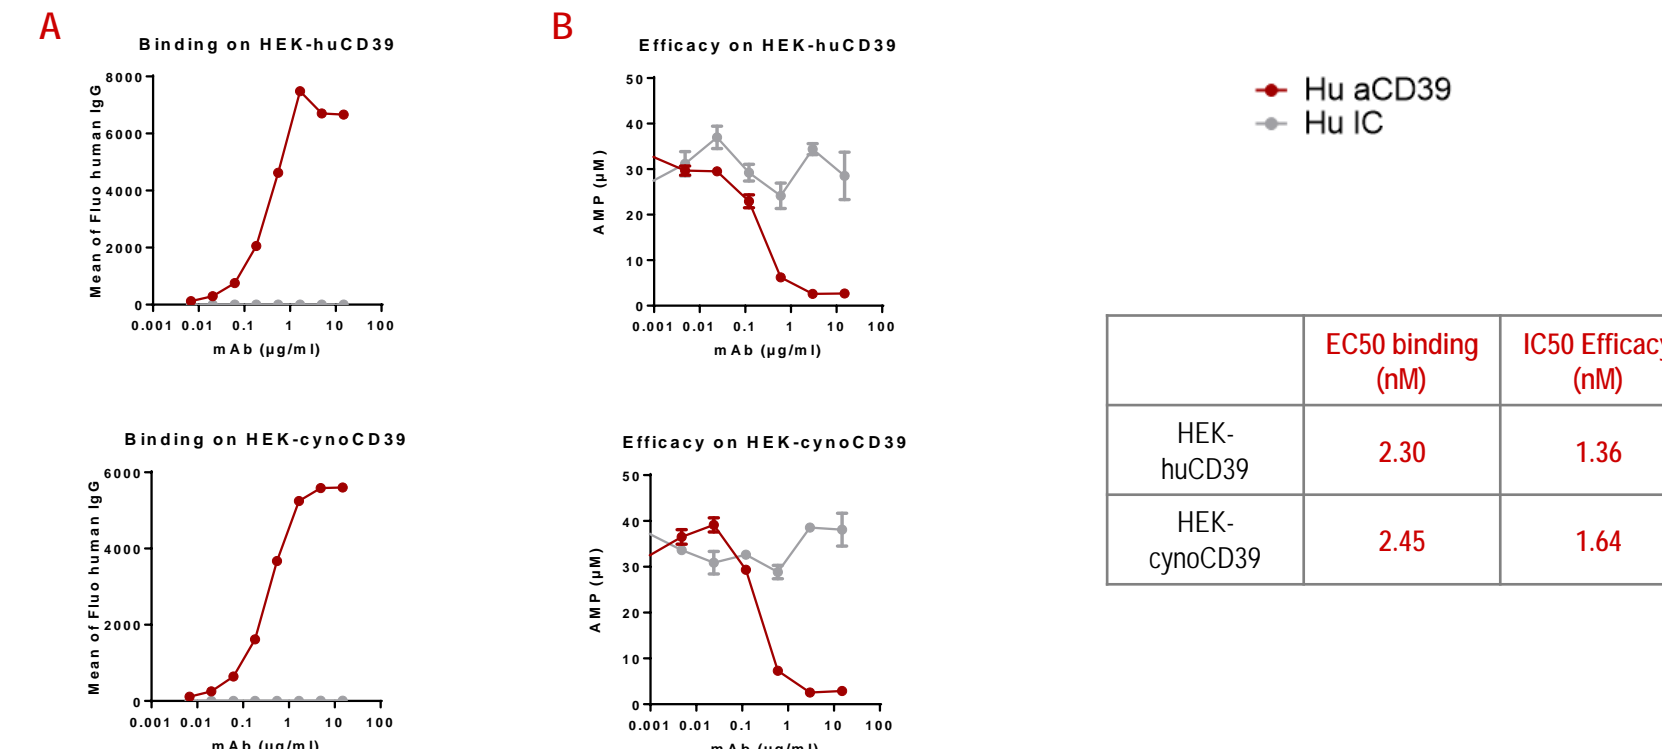 A
Binding on HEK-huCD39
Mean of Fluo human IgG
8000
6000
4000
2000
0
0.001 0.01 0.1 1 10 100
mAb (µg/ml)
B
Efficacy on HEK-huCD39
AMP (µM)
50
40
30
20
10
0
0.001 0.01 0.1 1 10 100
mAb (µg/ml)
Hu aCD39
Hu IC
Binding on HEK-cynoCD39
Mean of Fluo human IgG
6000
4000
2000
0
0.001 0.01 0.1 1 10 100
mAb (µg/ml)
Efficacy on HEK-cynoCD39
AMP (µM)
50
40
30
20
10
0
0.001 0.01 0.1 1 10 100
mAb (µg/ml)
EC50 binding
(nM)
IC50 Efficacy
(nM)
HEK-
huCD39
2.30
1.36
HEK-
cynoCD39
2.45
1.64